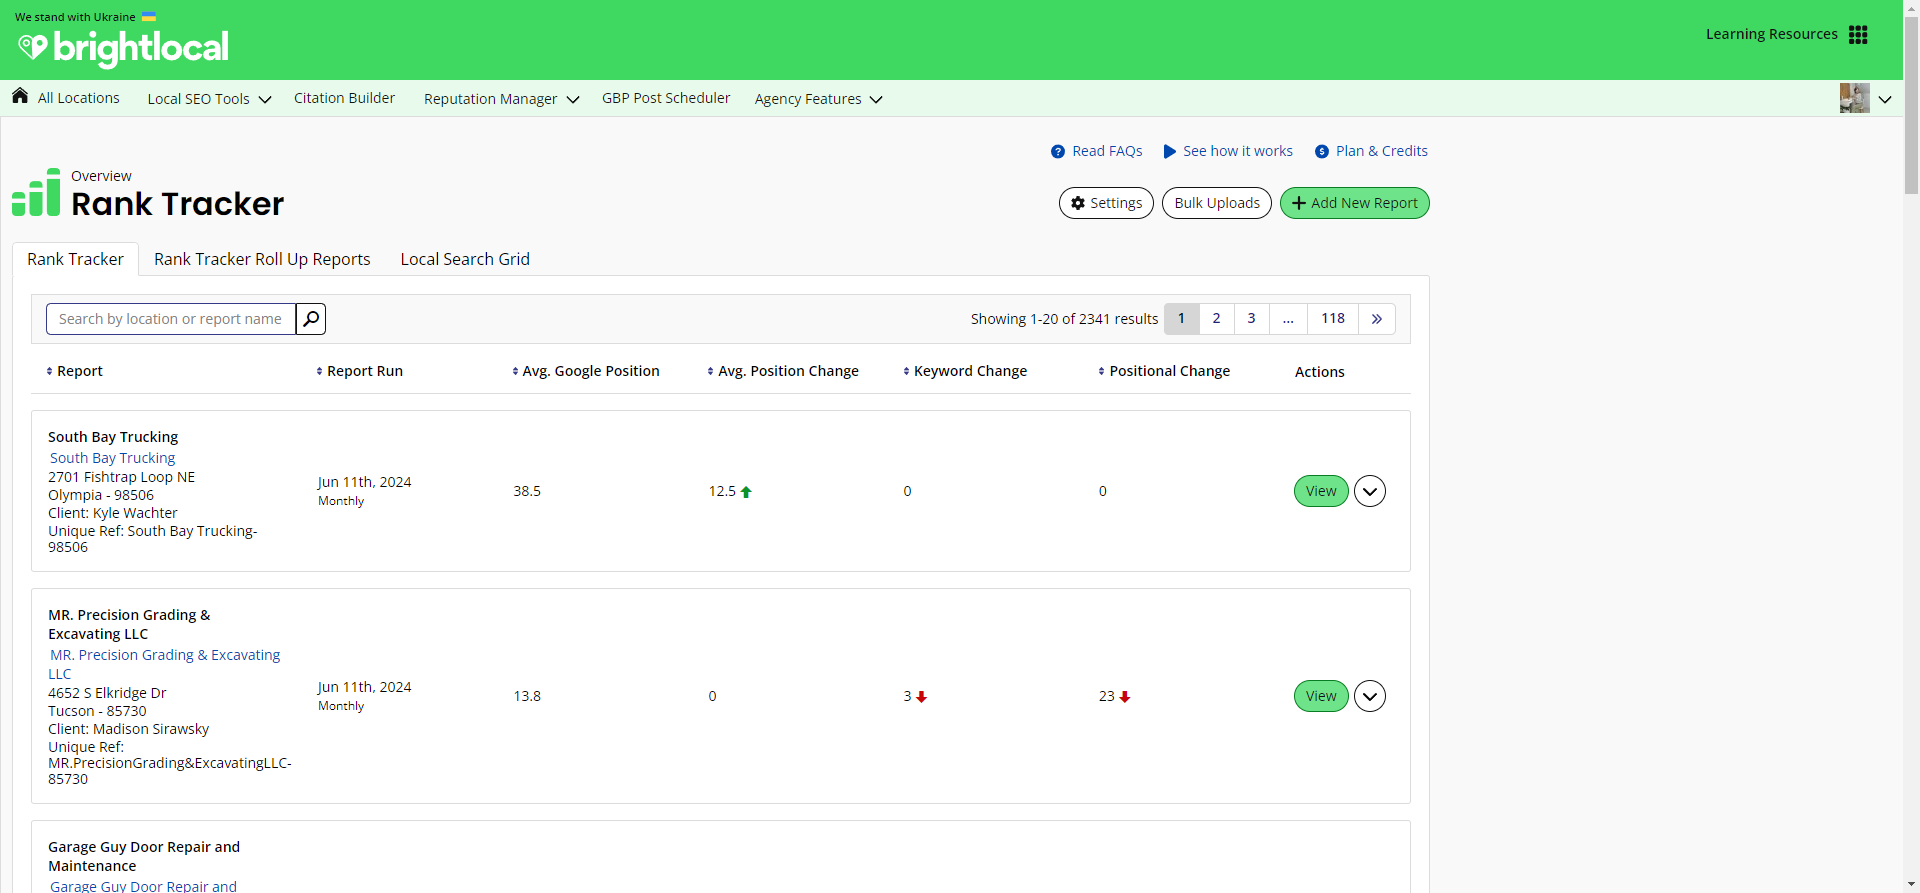 We stand with Ukraine
brightlocal
Learning Resources
All Locations
Local SEO Tools
Citation Builder
Reputation Manager
GBP Post Scheduler
Agency Features
Read FAQs
See how it works
Plan & Credits
Overview
Rank Tracker
Settings
Bulk Uploads
Add New Report
Rank Tracker
Rank Tracker Roll Up Reports
Local Search Grid
Search by location or report name
Showing 1-20 of 2341 results
1 2 3 ... 118 »
Report
Report Run
Avg. Google Position
Avg. Position Change
Keyword Change
Positional Change
Actions
South Bay Trucking
South Bay Trucking
2701 Fishtrap Loop NE
Olympia - 98506
Client: Kyle Wachter
Unique Ref: South Bay Trucking-
98506
Jun 11th, 2024
Monthly
38.5
12.5
0
0
View
MR. Precision Grading &
Excavating LLC
MR. Precision Grading & Excavating
LLC
4652 S Elkridge Dr
Tucson - 85730
Client: Madison Sirawsky
Unique Ref:
MR.PrecisionGrading&ExcavatingLLC-
85730
Jun 11th, 2024
Monthly
13.8
0
3
23
View
Garage Guy Door Repair and
Maintenance
Garage Guy Door Repair and